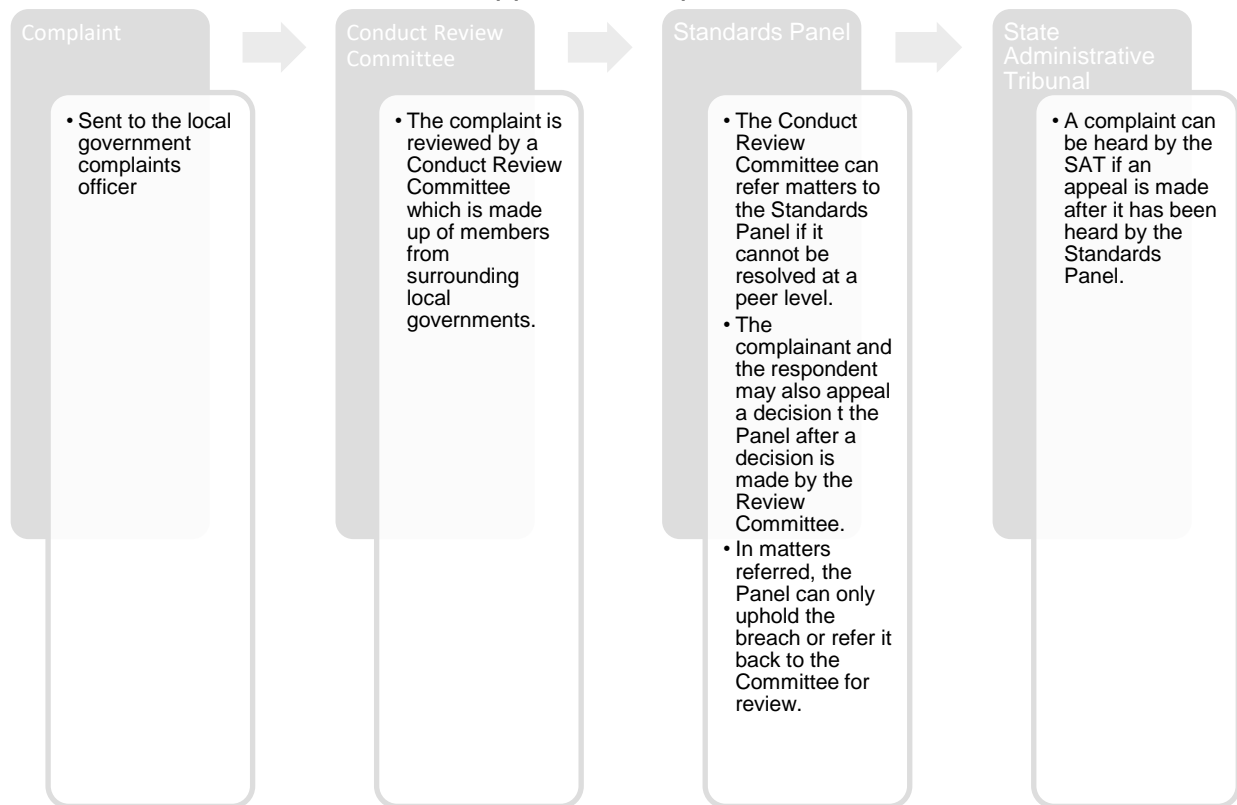 Complaint
• Sent to the local
government
complaints
officer
Conduct Review
Committee
• The complaint is
reviewed by a
Conduct Review
Committee
which is made
up of members
from
surrounding
local
governments.
Standards Panel
• The Conduct
Review
Committee can
refer matters to
the Standards
Panel if it
cannot be
resolved at a
peer level.
• The
complainant and
the respondent
may also appeal
a decision t the
Panel after a
decision is
made by the
Review
Committee.
• In matters
referred, the
Panel can only
uphold the
breach or refer it
back to the
Committee for
review.
State
Administrative
Tribunal
• A complaint can
be heard by the
SAT if an
appeal is made
after it has been
heard by the
Standards
Panel.